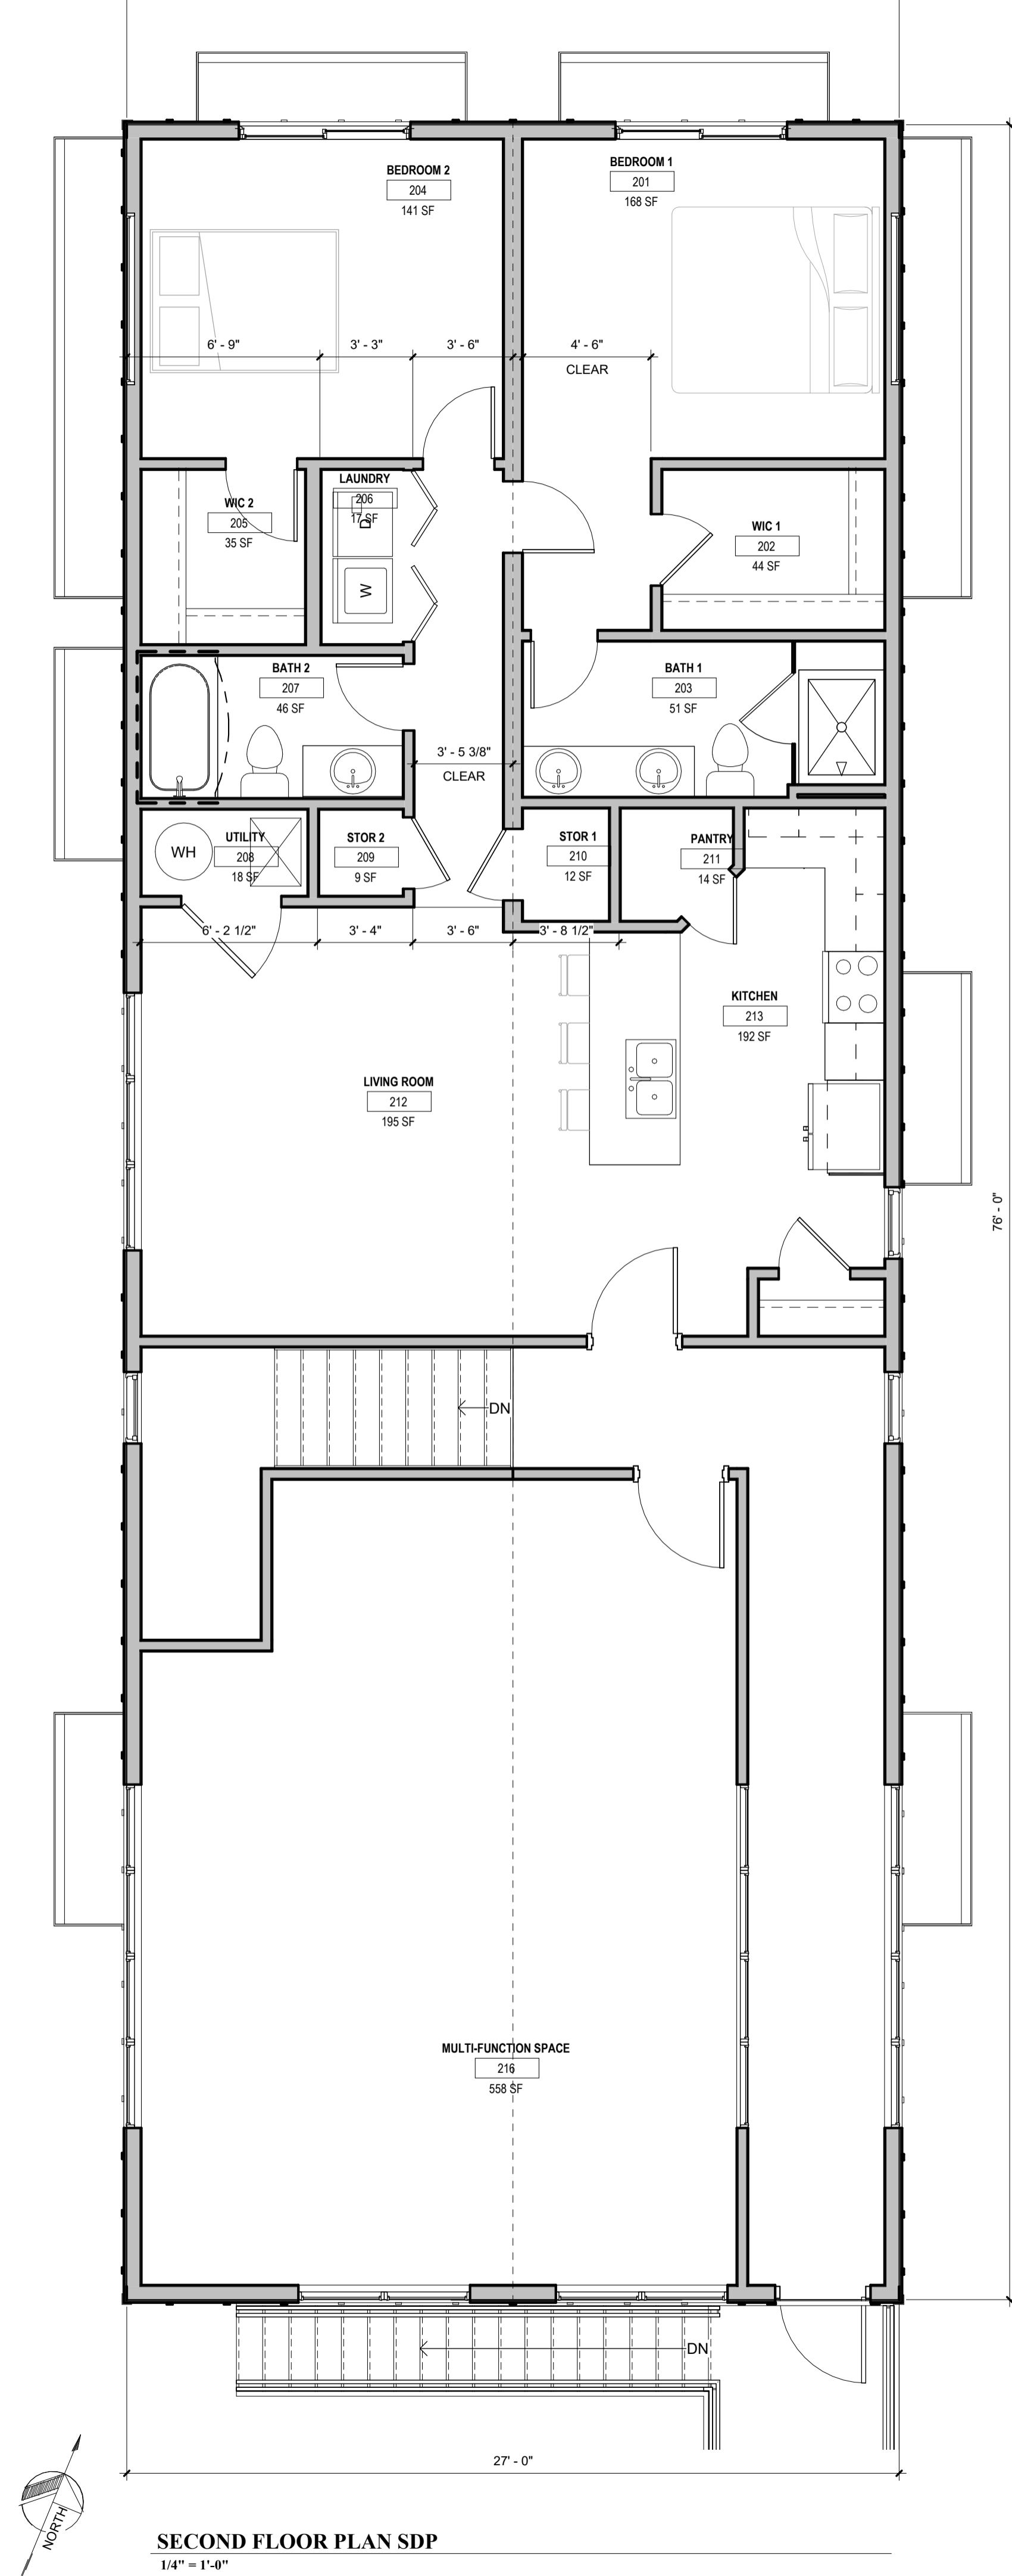 BEDROOM 2
204
141 SF
BEDROOM 1
201
168 SF
6' - 9"
3' - 3"
3' - 6"
4' - 6"
CLEAR
LAUNDRY
206
17 SF
D
W
WIC 2
205
35 SF
WIC 1
202
44 SF
BATH 2
207
46 SF
BATH 1
203
51 SF
3' - 5 3/8"
CLEAR
WH
UTILITY
208
18 SF
STOR 2
209
9 SF
STOR 1
210
12 SF
PANTRY
211
14 SF
6' - 2 1/2"
3' - 4"
3' - 6"
3' - 8 1/2"
KITCHEN
213
192 SF
LIVING ROOM
212
195 SF
76' - 0"
DN
MULTI-FUNCTION SPACE
216
558 SF
DN
27' - 0"
NORTH
SECOND FLOOR PLAN SDP
1/4" = 1'-0"